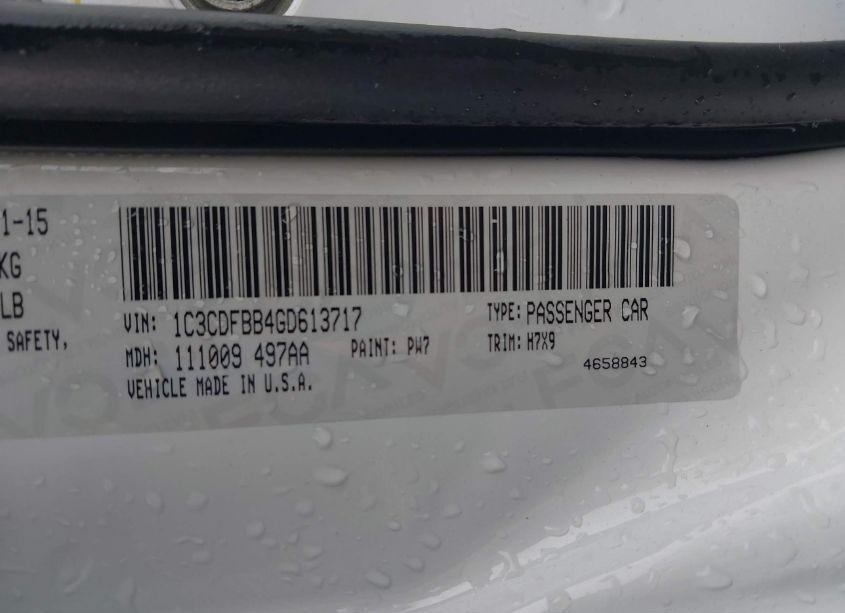 1-15
KG
LB
SAFETY,
VIN: 1C3CDFBB4GD613717
TYPE: PASSENGER CAR
MDH: 111009 497AA
PAINT: PW7
TRIM: H7X9
VEHICLE MADE IN U.S.A.
4658843